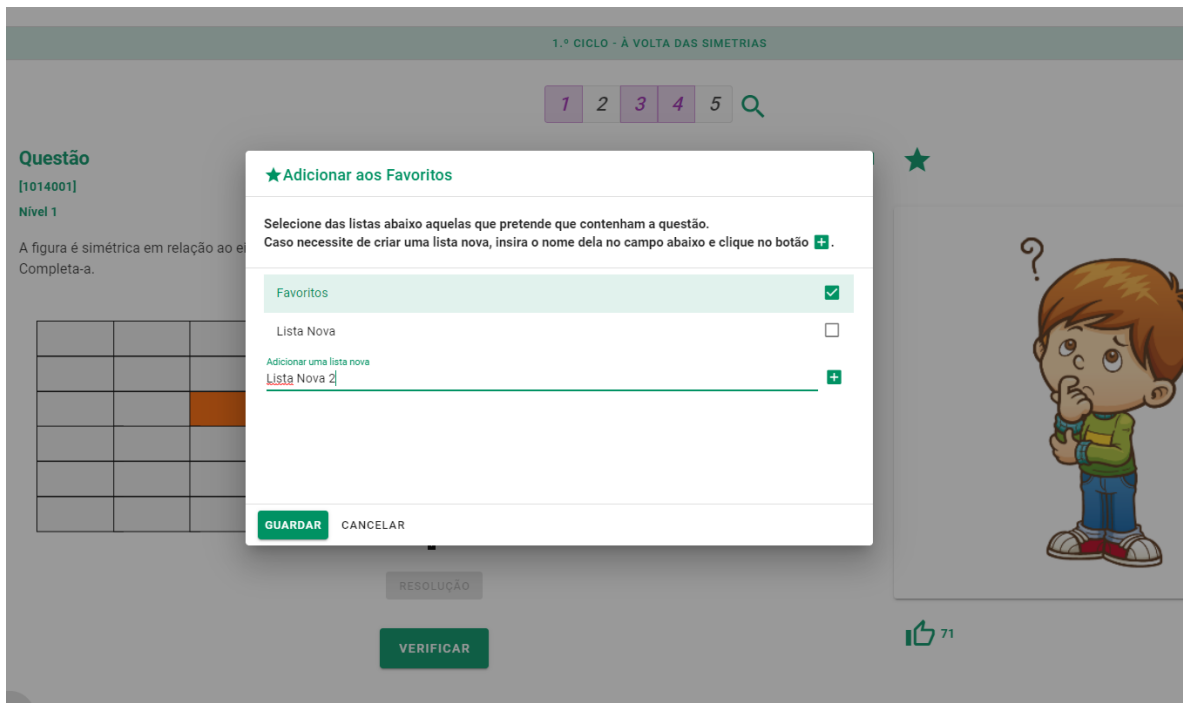 1.º CICLO - À VOLTA DAS SIMETRIAS
1 2 3 4 5
Questão
[1014001]
Nível 1
A figura é simétrica em relação ao ei
Completa-a.
Adicionar aos Favoritos
Selecione das listas abaixo aquelas que pretende que contenham a questão.
Caso necessite de criar uma lista nova, insira o nome dela no campo abaixo e clique no botão + .
Favoritos
Lista Nova
Adicionar uma lista nova
Lista Nova 2
GUARDAR CANCELAR
RESOLUÇÃO
VERIFICAR
?
71